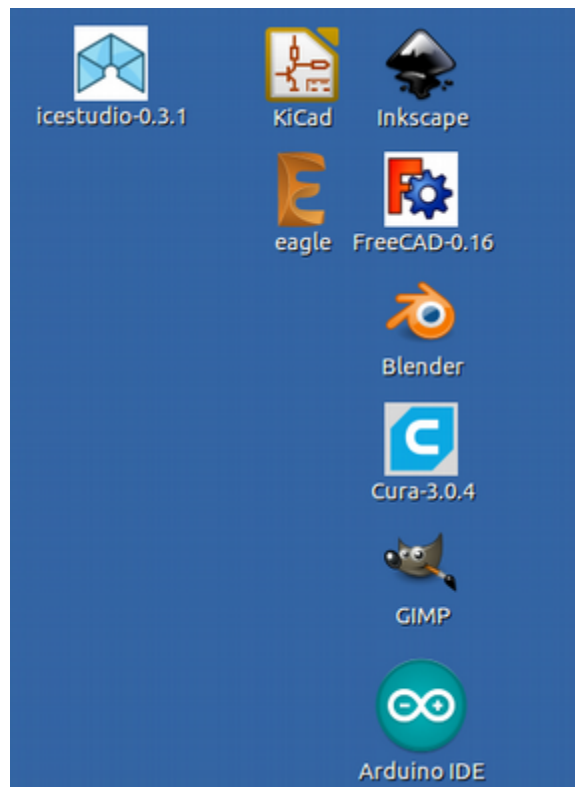 icestudio-0.3.1
KiCad
Inkscape
eagle
FreeCAD-0.16
Blender
Cura-3.0.4
GIMP
Arduino IDE